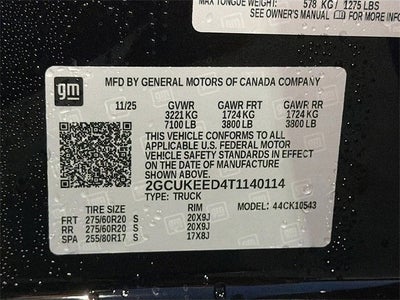 MAX TONGUE WEIGHT: 578 KG / 1275 LBS
SEE OWNER'S MANUAL FOR MORE INFO
gm
MFD BY GENERAL MOTORS OF CANADA COMPANY
11/25 GVWR GAWR FRT GAWR RR
3221 KG 1724 KG 1724 KG
7100 LB 3800 LB 3800 LB
THIS VEHICLE CONFORMS TO ALL
APPLICABLE U.S. FEDERAL MOTOR
VEHICLE SAFETY STANDARDS IN EFFECT
ON THE DATE OF MANUFACTURE
SHOWN ABOVE.
2GCUKEED4T1140114
TYPE: TRUCK
MODEL: 44CK10543
TIRE SIZE RIM
FRT 275/60R20 S 20X9J
RR 275/60R20 S 20X9J
SPA 255/80R17 S 17X8J